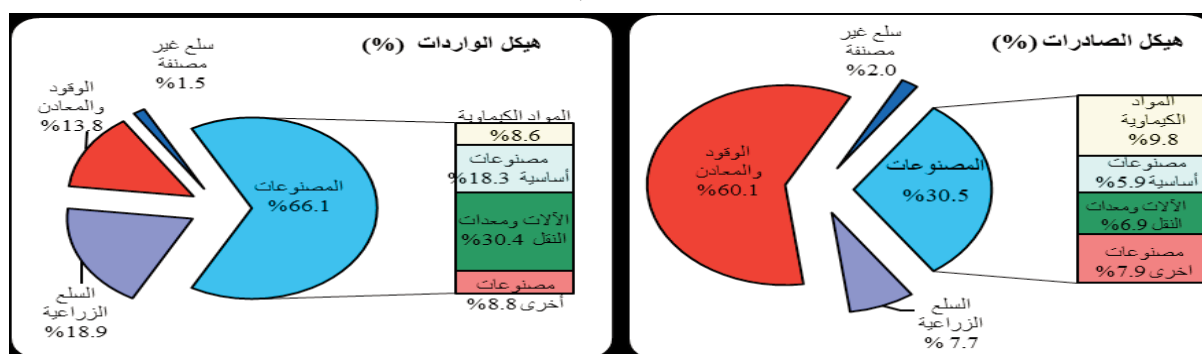 هيكل الصادرات (%)
سلع غير
مصنفة
%2.0
الوقود
والمعادن
%60.1
المصنوعات
%30.5
السلع
الزراعية
% 7.7
المواد
الكيماوية
%9.8
مصنوعات
أساسية %5.9
الآلات ومعدات
النقل %6.9
مصنوعات
اخرى %7.9
هيكل الواردات (%)
سلع غير
مصنفة
%1.5
الوقود
والمعادن
%13.8
المصنوعات
%66.1
السلع
الزراعية
%18.9
المواد الكيماوية
%8.6
مصنوعات
أساسية %18.3
الآلات ومعدات
النقل %30.4
مصنوعات
أخرى %8.8